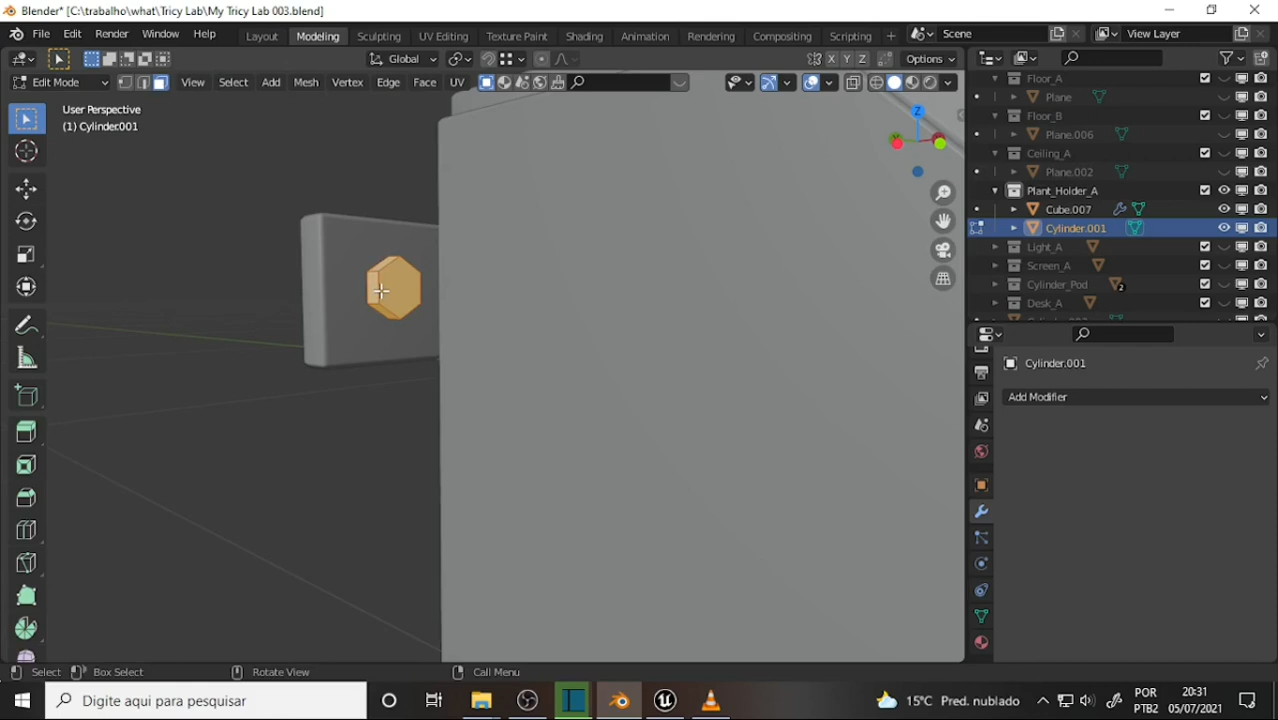 Blender* [C:\trabalho\what\Tricy Lab\My Tricy Lab 003.blend]
File Edit Render Window Help Layout Modeling Sculpting UV Editing Texture Paint Shading Animation Rendering Compositing Scripting + Scene View Layer
Global X Y Z Options
Edit Mode View Select Add Mesh Vertex Edge Face UV
User Perspective
(1) Cylinder.001
Z
Floor_A
Plane
Floor_B
Plane.006
Ceiling_A
Plane.002
Plant_Holder_A
Cube.007
Cylinder.001
Light_A
Screen_A
Cylinder_Pod 2
Desk_A
Cylinder.001
Add Modifier
Select Box Select Rotate View Call Menu
Digite aqui para pesquisar
15°C Pred. nublado
POR
PTB2
20:31
05/07/2021